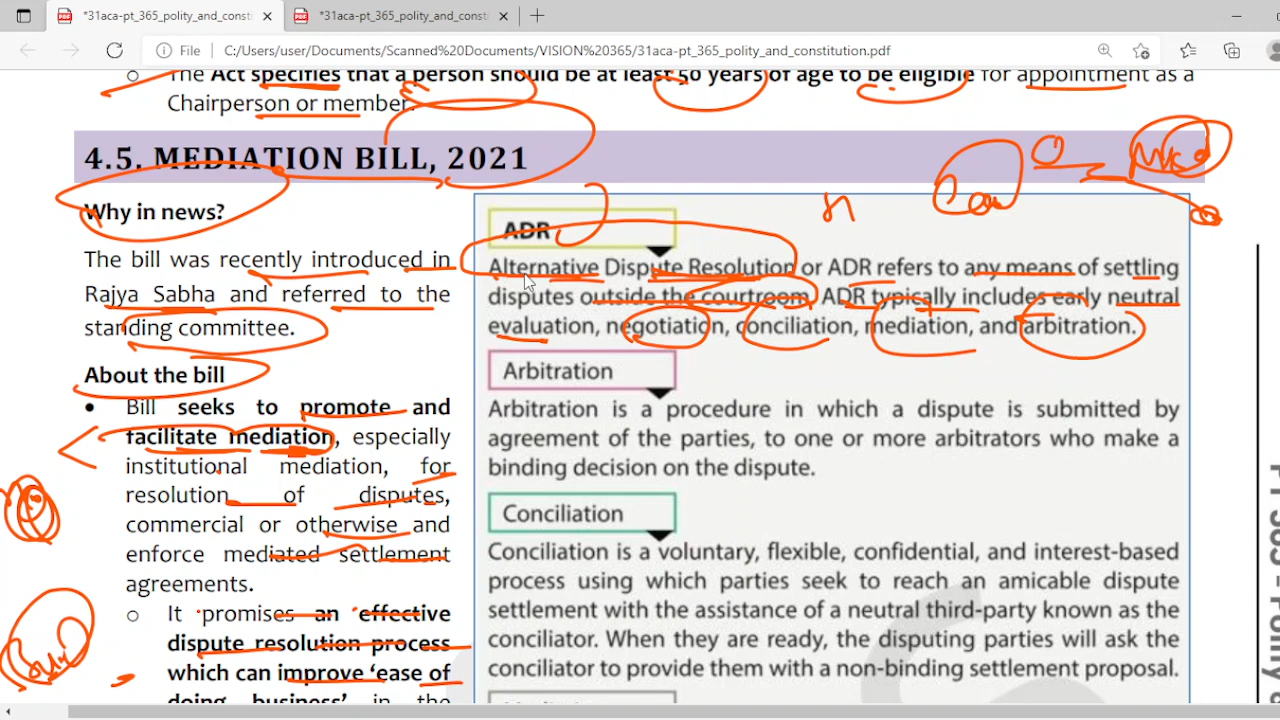 *31aca-pt_365_polity_and_const
*31aca-pt_365_polity_and_consti
File
C:/Users/user/Documents/Scanned%20Documents/VISION%20365/31aca-pt_365_polity_and_constitution.pdf
The Act specifies that a person should be at least 50 years of age to be eligible for appointment as a
Chairperson or member.
4.5. MEDIATION BILL, 2021
Why in news?
The bill was recently introduced in
Rajya Sabha and referred to the
standing committee.
About the bill
• Bill seeks to promote and
facilitate mediation, especially
institutional mediation, for
resolution of disputes,
commercial or otherwise and
enforce mediated settlement
agreements.
It promises an effective
dispute resolution process
which can improve 'ease of
doing business' in the
ADR
Alternative Dispute Resolution or ADR refers to any means of settling
disputes outside the courtroom. ADR typically includes early neutral
evaluation, negotiation, conciliation, mediation, and arbitration.
Arbitration
Arbitration is a procedure in which a dispute is submitted by
agreement of the parties, to one or more arbitrators who make a
binding decision on the dispute.
Conciliation
Conciliation is a voluntary, flexible, confidential, and interest-based
process using which parties seek to reach an amicable dispute
settlement with the assistance of a neutral third-party known as the
conciliator. When they are ready, the disputing parties will ask the
conciliator to provide them with a non-binding settlement proposal.